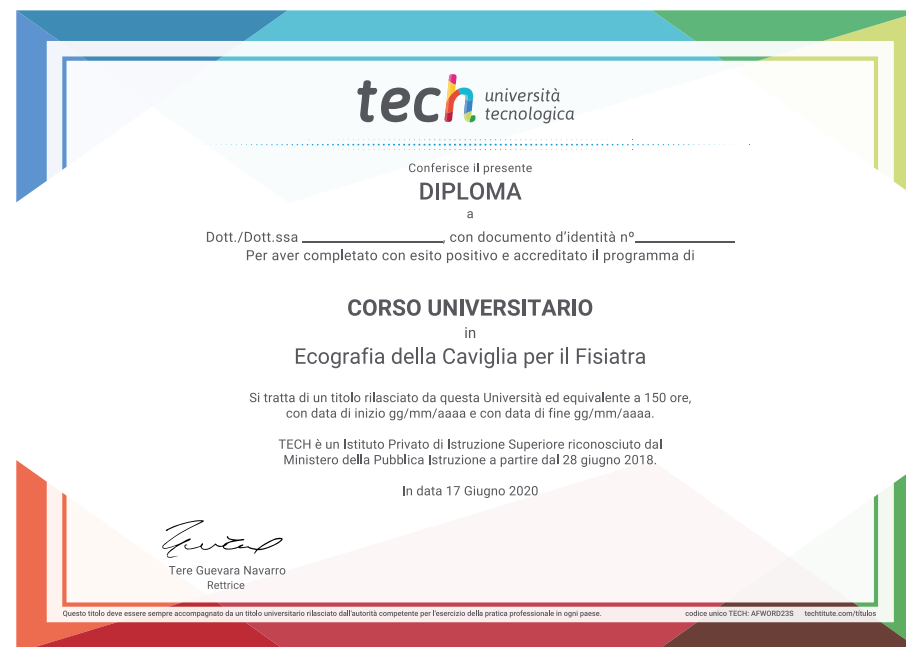 tech università
tecnologica
Conferisce il presente
DIPLOMA
a
Dott./Dott.ssa ________________, con documento d'identità nº____________
Per aver completato con esito positivo e accreditato il programma di
CORSO UNIVERSITARIO
in
Ecografia della Caviglia per il Fisiatra
Si tratta di un titolo rilasciato da questa Università ed equivalente a 150 ore,
con data di inizio gg/mm/aaaa e con data di fine gg/mm/aaaa.
TECH è un Istituto Privato di Istruzione Superiore riconosciuto dal
Ministero della Pubblica Istruzione a partire dal 28 giugno 2018.
In data 17 Giugno 2020
Tere Guevara Navarro
Rettrice
Questo titolo deve essere sempre accompagnato da un titolo universitario rilasciato dall'autorità competente per l'esercizio della pratica professionale in ogni paese. codice unico TECH: AFWORD23S techtitute.com/títulos